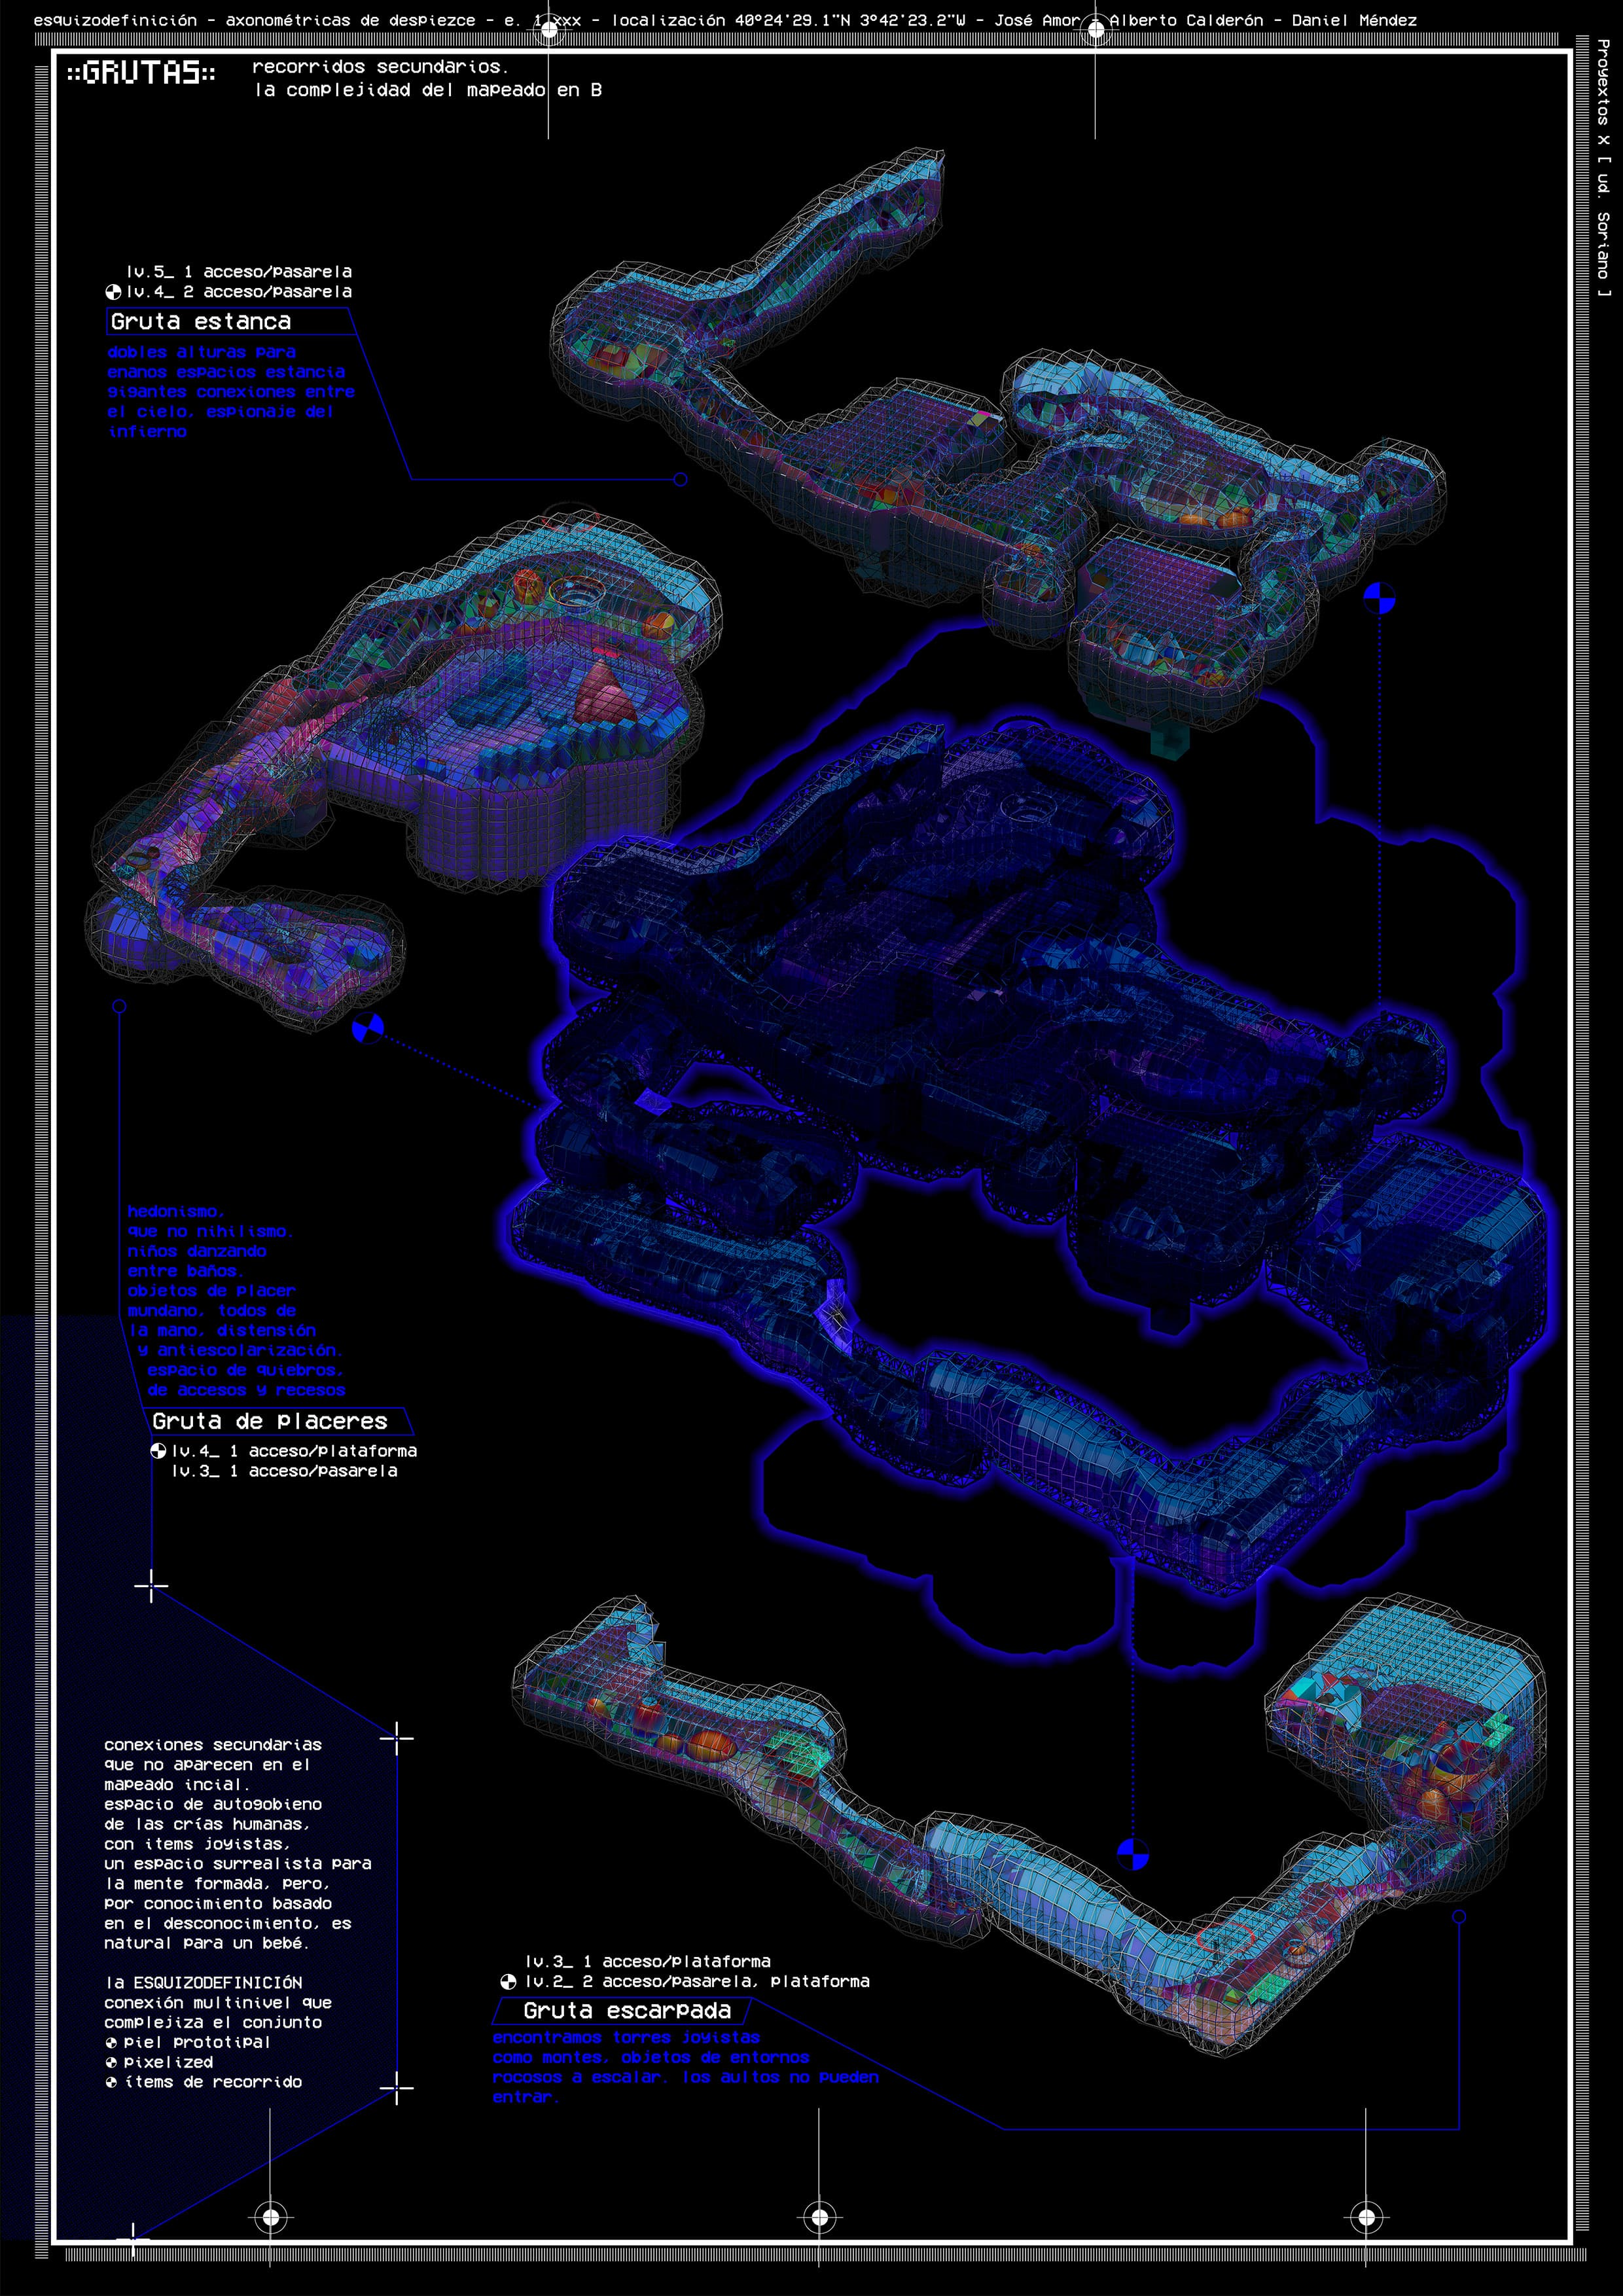 esquizodefinición - axonométricas de despiezce - e. 1_xxx - localización 40º24'29.1"N 3º42'23.2"W - José Amor - Alberto Calderón - Daniel Méndez
Proyextos X [ ud. Soriano ]
::GRUTAS::
recorridos secundarios.
la complejidad del mapeado en B
lv.5_ 1 acceso/pasarela
lv.4_ 2 acceso/pasarela
Gruta estanca
dobles alturas para
enanos espacios estancia
gigantes conexiones entre
el cielo, espionaje del
infierno
hedonismo,
que no nihilismo.
niños danzando
entre baños.
objetos de placer
mundano, todos de
la mano, distensión
y antiescolarización.
espacio de quiebros,
de accesos y recesos
Gruta de placeres
lv.4_ 1 acceso/plataforma
lv.3_ 1 acceso/pasarela
conexiones secundarias
que no aparecen en el
mapeado incial.
espacio de autogobieno
de las crías humanas,
con items joyistas,
un espacio surrealista para
la mente formada, pero,
por conocimiento basado
en el desconocimiento, es
natural para un bebé.
la ESQUIZODEFINICIóN
conexión multinivel que
complejiza el conjunto
piel prototipal
pixelized
ítems de recorrido
lv.3_ 1 acceso/plataforma
lv.2_ 2 acceso/pasarela, plataforma
Gruta escarpada
encontramos torres joyistas
como montes, objetos de entornos
rocosos a escalar. los aultos no pueden
entrar.